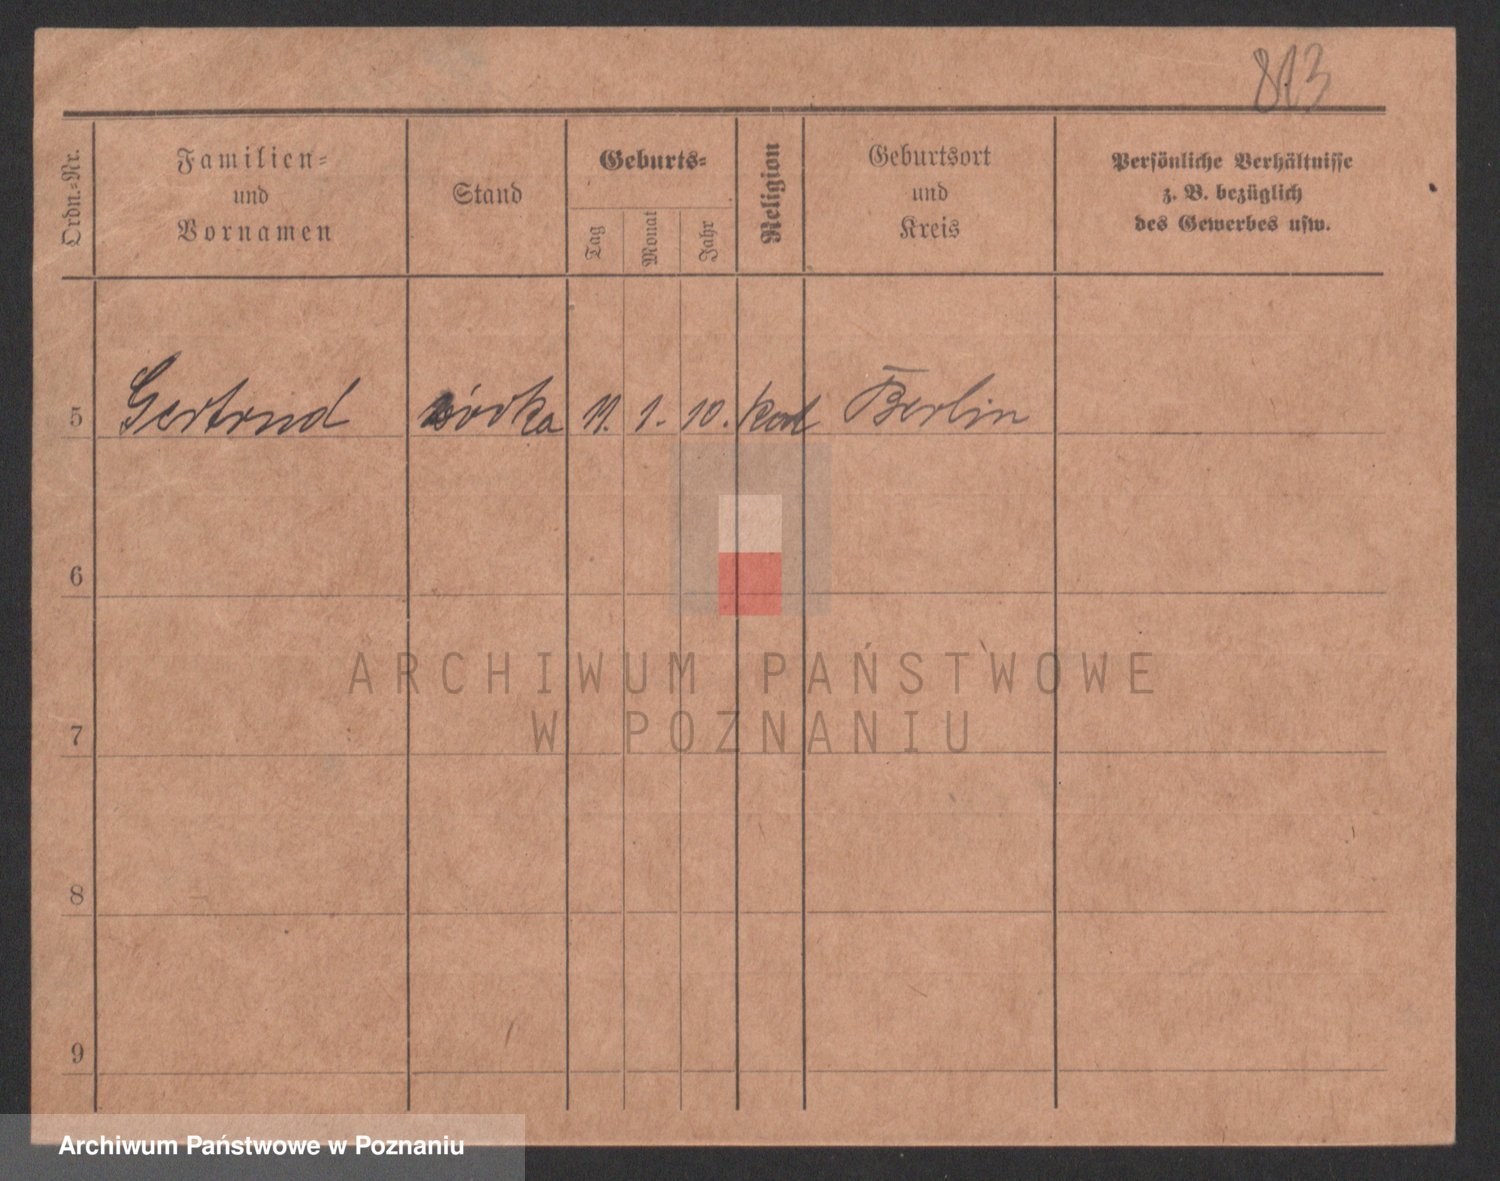 813
Ordn.-Nr.
Familien-
und
Vornamen
Stand
Geburts-
Tag
Monat
Jahr
Religion
Geburtsort
und
Kreis
Persönliche Verhältnisse
z. B. bezüglich
des Gewerbes usw.
5 Gertrud córka 11. 1. 10. kat Berlin
6
7
8
9
ARCHIWUM PAŃSTWOWE
W POZNANIU
Archiwum Państwowe w Poznaniu